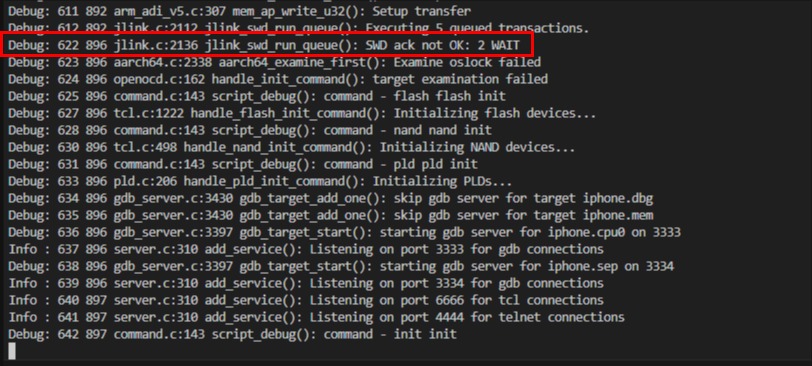 Debug: 611 892 arm_adi_v5.c:307 mem_ap_write_u32(): Setup transfer
Debug: 612 892 jlink.c:2112 jlink_swd_run_queue(): Executing 5 queued transactions.
Debug: 622 896 jlink.c:2136 jlink_swd_run_queue(): SWD ack not OK: 2 WAIT
Debug: 623 896 aarch64.c:2338 aarch64_examine_first(): Examine oslock failed
Debug: 624 896 openocd.c:162 handle_init_command(): target examination failed
Debug: 625 896 command.c:143 script_debug(): command - flash flash init
Debug: 627 896 tcl.c:1222 handle_flash_init_command(): Initializing flash devices...
Debug: 628 896 command.c:143 script_debug(): command - nand nand init
Debug: 630 896 tcl.c:498 handle_nand_init_command(): Initializing NAND devices...
Debug: 631 896 command.c:143 script_debug(): command - pld pld init
Debug: 633 896 pld.c:206 handle_pld_init_command(): Initializing PLDs...
Debug: 634 896 gdb_server.c:3430 gdb_target_add_one(): skip gdb server for target iphone.dbg
Debug: 635 896 gdb_server.c:3430 gdb_target_add_one(): skip gdb server for target iphone.mem
Debug: 636 896 gdb_server.c:3397 gdb_target_start(): starting gdb server for iphone.cpu0 on 3333
Info : 637 896 server.c:310 add_service(): Listening on port 3333 for gdb connections
Debug: 638 896 gdb_server.c:3397 gdb_target_start(): starting gdb server for iphone.sep on 3334
Info : 639 896 server.c:310 add_service(): Listening on port 3334 for gdb connections
Info : 640 897 server.c:310 add_service(): Listening on port 6666 for tcl connections
Info : 641 897 server.c:310 add_service(): Listening on port 4444 for telnet connections
Debug: 642 897 command.c:143 script_debug(): command - init init